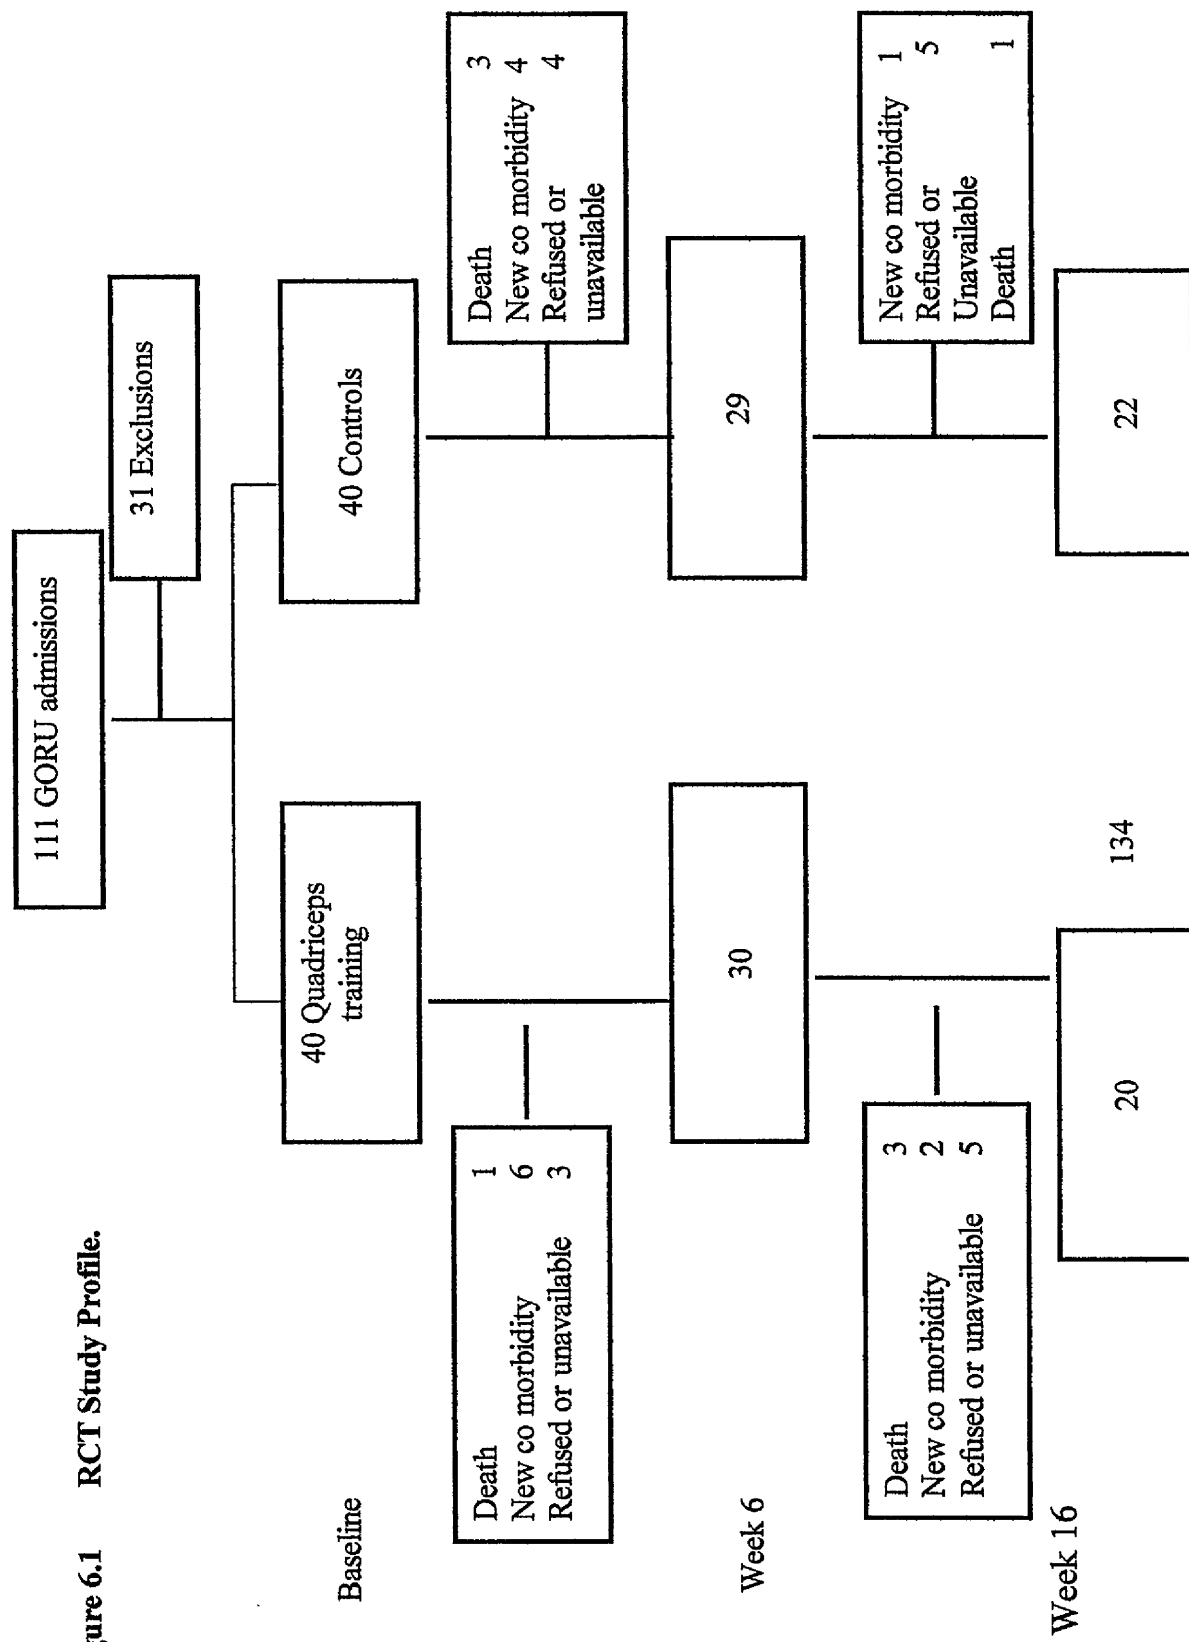 gure 6.1 RCT Study Profile.
111 GORU admissions
31 Exclusions
Baseline
40 Quadriceps
training
40 Controls
Death 1
New co morbidity 6
Refused or unavailable 3
Death 3
New co morbidity 4
Refused or 4
unavailable
Week 6
30
29
Death 3
New co morbidity 2
Refused or unavailable 5
New co morbidity 1
Refused or 5
Unavailable
Death 1
Week 16
20
134
22